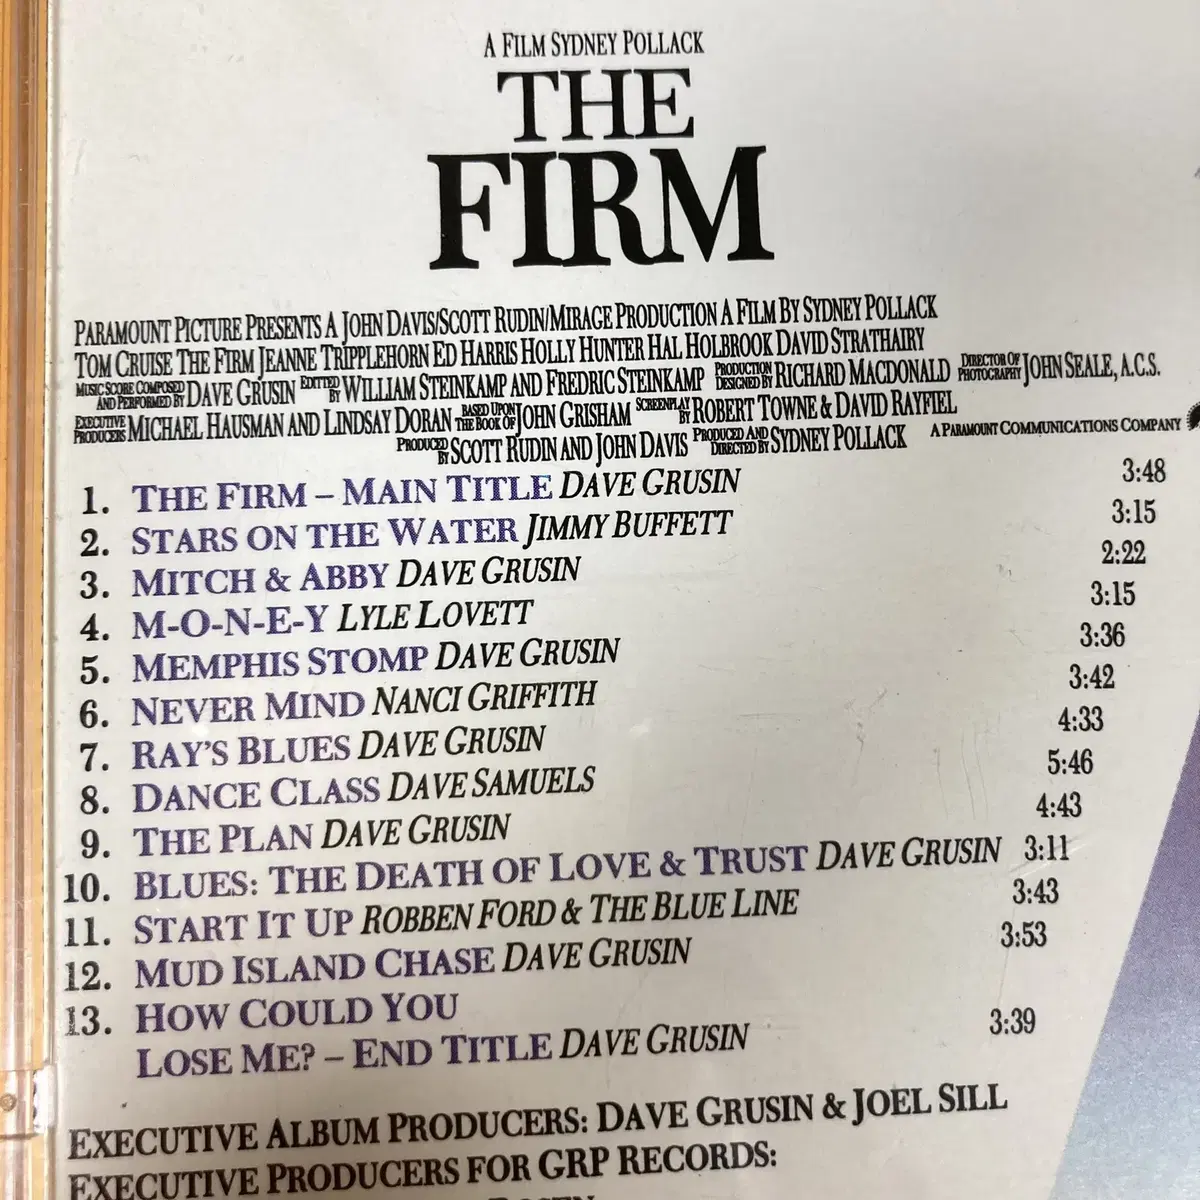 A FILM SYDNEY POLLACK
THE
FIRM
PARAMOUNT PICTURE PRESENTS A JOHN DAVIS/SCOTT RUDIN/MIRAGE PRODUCTION A FILM BY SYDNEY POLLACK
TOM CRUISE THE FIRM JEANNE TRIPPLEHORN ED HARRIS HOLLY HUNTER HAL HOLBROOK DAVID STRATHAIRY
MUSIC SCORE COMPOSED AND PERFORMED BY DAVE GRUSIN EDITED BY WILLIAM STEINKAMP AND FREDRIC STEINKAMP PRODUCTION DESIGNED BY RICHARD MACDONALD DIRECTOR OF PHOTOGRAPHY JOHN SEALE, A.C.S.
EXECUTIVE PRODUCERS MICHAEL HAUSMAN AND LINDSAY DORAN BASED UPON THE BOOK OF JOHN GRISHAM SCREENPLAY BY ROBERT TOWNE & DAVID RAYFIEL
PRODUCED BY SCOTT RUDIN AND JOHN DAVIS PRODUCED AND DIRECTED BY SYDNEY POLLACK A PARAMOUNT COMMUNICATIONS COMPANY
1. THE FIRM – MAIN TITLE DAVE GRUSIN 3:48
2. STARS ON THE WATER JIMMY BUFFETT 3:15
3. MITCH & ABBY DAVE GRUSIN 2:22
4. M-O-N-E-Y LYLE LOVETT 3:15
5. MEMPHIS STOMP DAVE GRUSIN 3:36
6. NEVER MIND NANCI GRIFFITH 3:42
7. RAY'S BLUES DAVE GRUSIN 4:33
8. DANCE CLASS DAVE SAMUELS 5:46
9. THE PLAN DAVE GRUSIN 4:43
10. BLUES: THE DEATH OF LOVE & TRUST DAVE GRUSIN 3:11
11. START IT UP ROBBEN FORD & THE BLUE LINE 3:43
12. MUD ISLAND CHASE DAVE GRUSIN 3:53
13. HOW COULD YOU
LOSE ME? – END TITLE DAVE GRUSIN 3:39
EXECUTIVE ALBUM PRODUCERS: DAVE GRUSIN & JOEL SILL
EXECUTIVE PRODUCERS FOR GRP RECORDS: